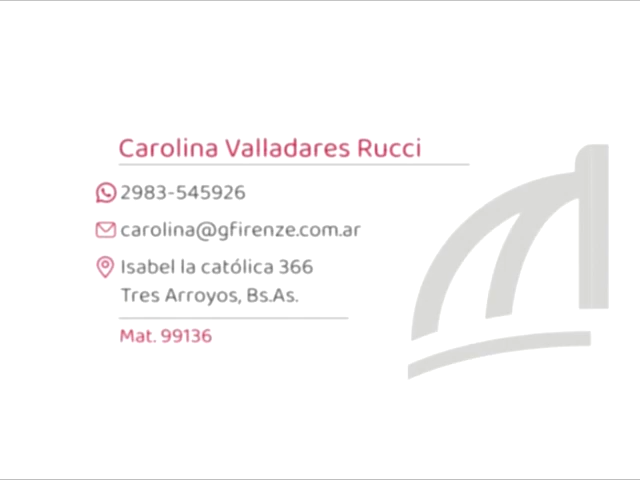 Carolina Valladares Rucci
2983-545926
carolina@gfirenze.com.ar
Isabel la católica 366
Tres Arroyos, Bs.As.
Mat. 99136